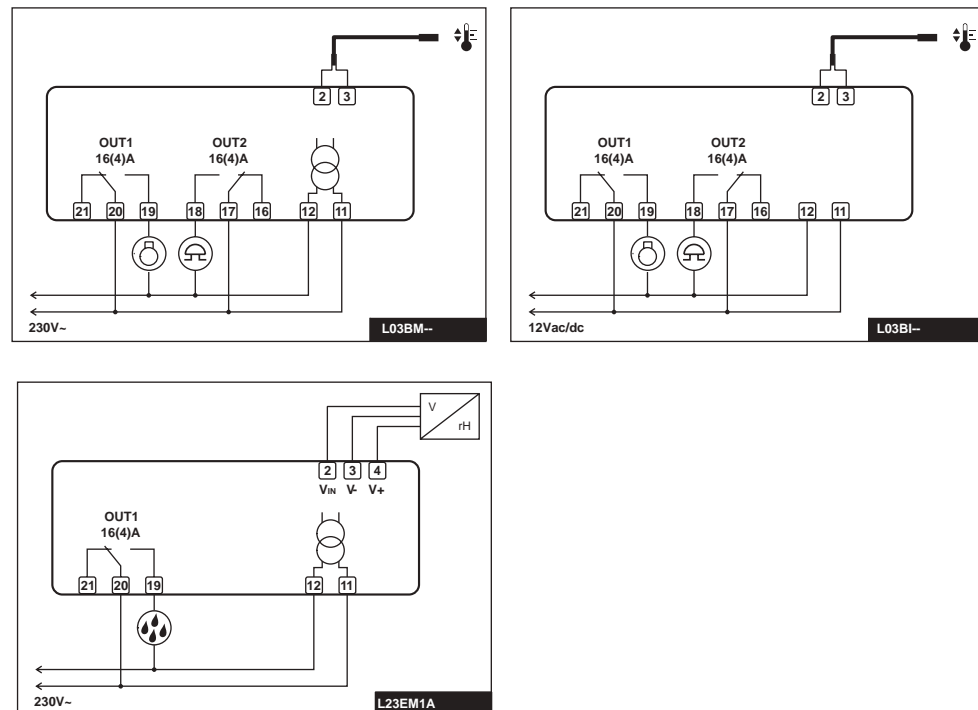 2 3
OUT1 OUT2
16(4)A 16(4)A
21 20 19 18 17 16 12 11
230V~
L03BM--
2 3
OUT1 OUT2
16(4)A 16(4)A
21 20 19 18 17 16 12 11
12Vac/dc
L03BI--
V
rH
2 3 4
VIN V- V+
OUT1
16(4)A
21 20 19 12 11
230V~
L23EM1A